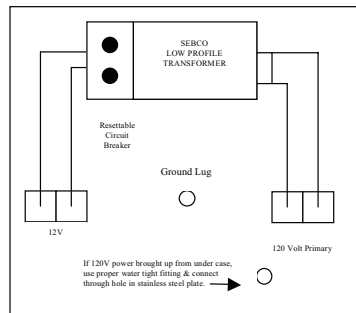 SEBCO
LOW PROFILE
TRANSFORMER
Resettable
Circuit
Breaker
Ground Lug
12V
120 Volt Primary
If 120V power brought up from under case,
use proper water tight fitting & connect
through hole in stainless steel plate.